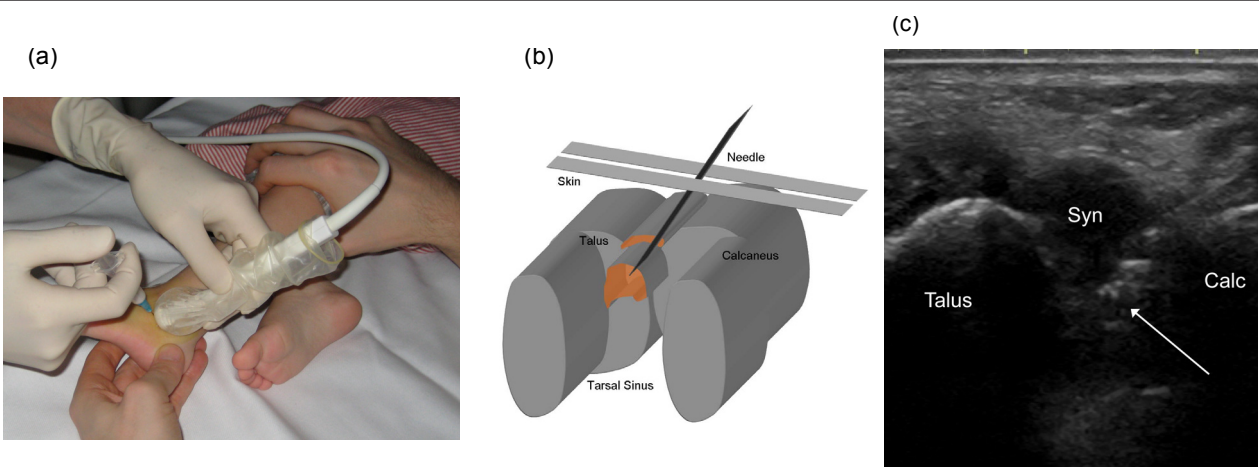 (a)
(b)
(c)
Needle
Skin
Talus
Calcaneus
Tarsal Sinus
Syn
Talus
Calc